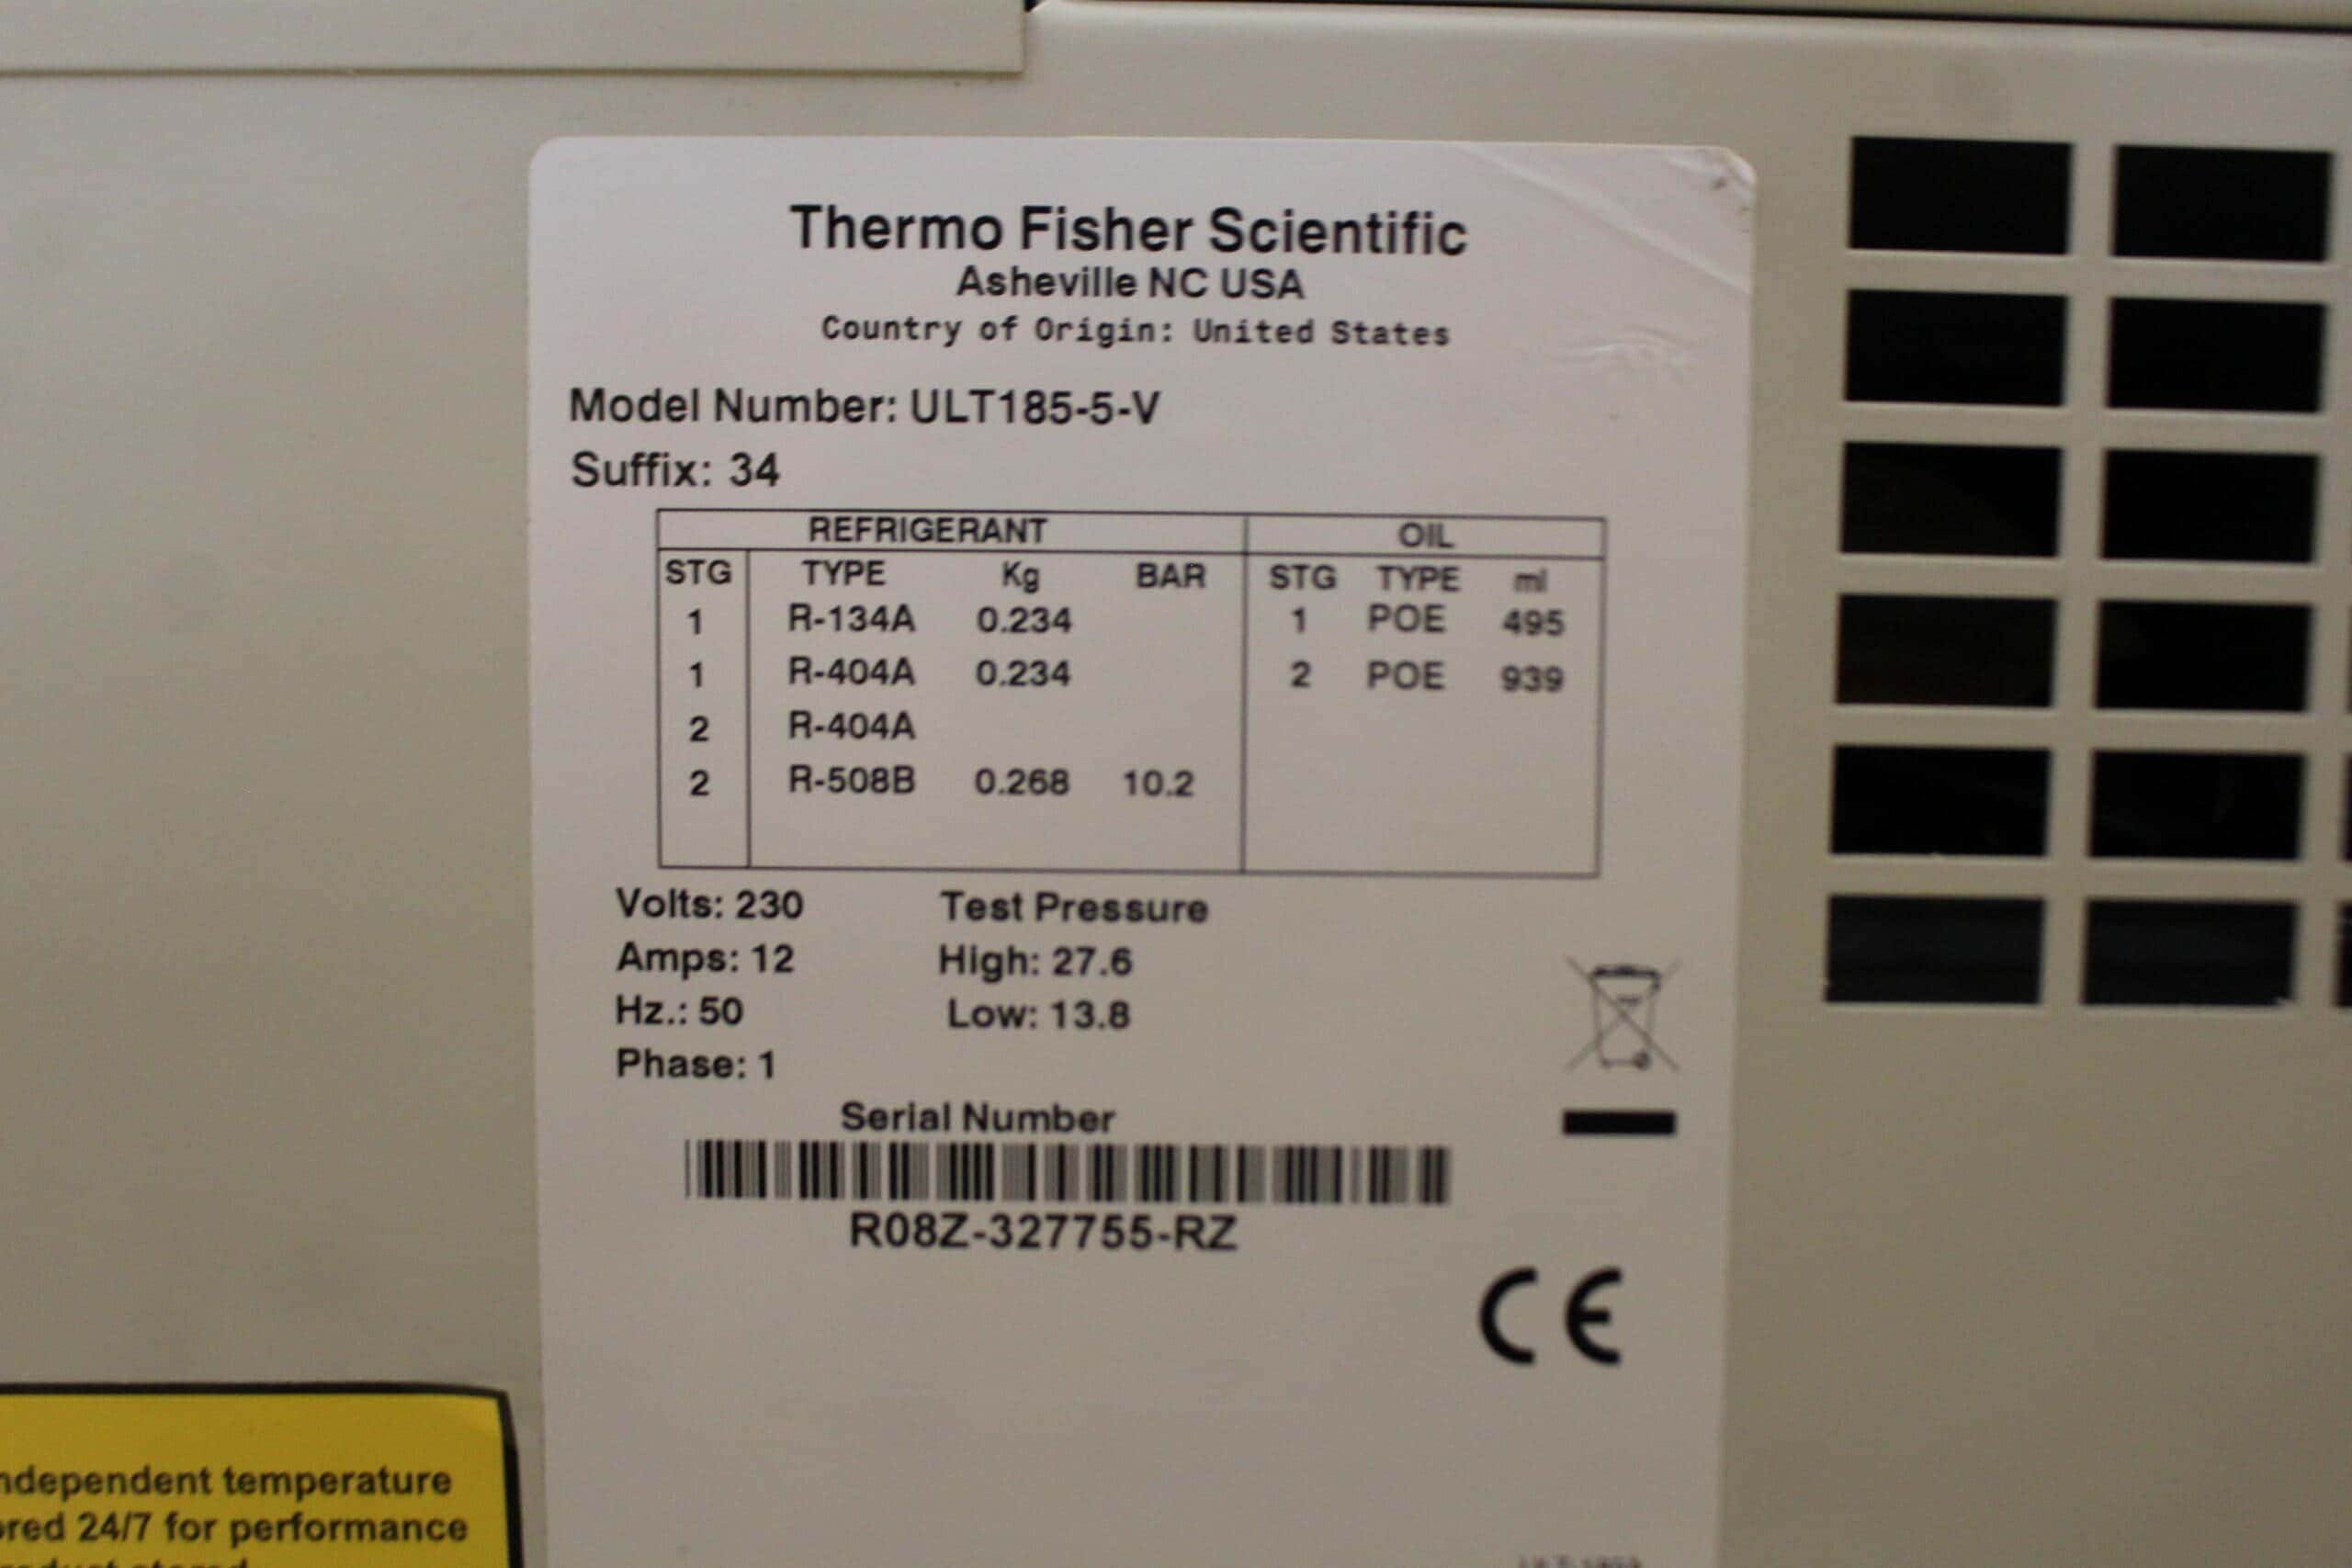 Thermo Fisher Scientific
Asheville NC USA
Country of Origin: United States
Model Number: ULT185-5-V
Suffix: 34
REFRIGERANT OIL
STG TYPE Kg BAR STG TYPE ml
1 R-134A 0.234 1 POE 495
1 R-404A 0.234 2 POE 939
2 R-404A
2 R-508B 0.268 10.2
Volts: 230 Test Pressure
Amps: 12 High: 27.6
Hz.: 50 Low: 13.8
Phase: 1
Serial Number
R08Z-327755-RZ
CE
ndependent temperature
ored 24/7 for performance